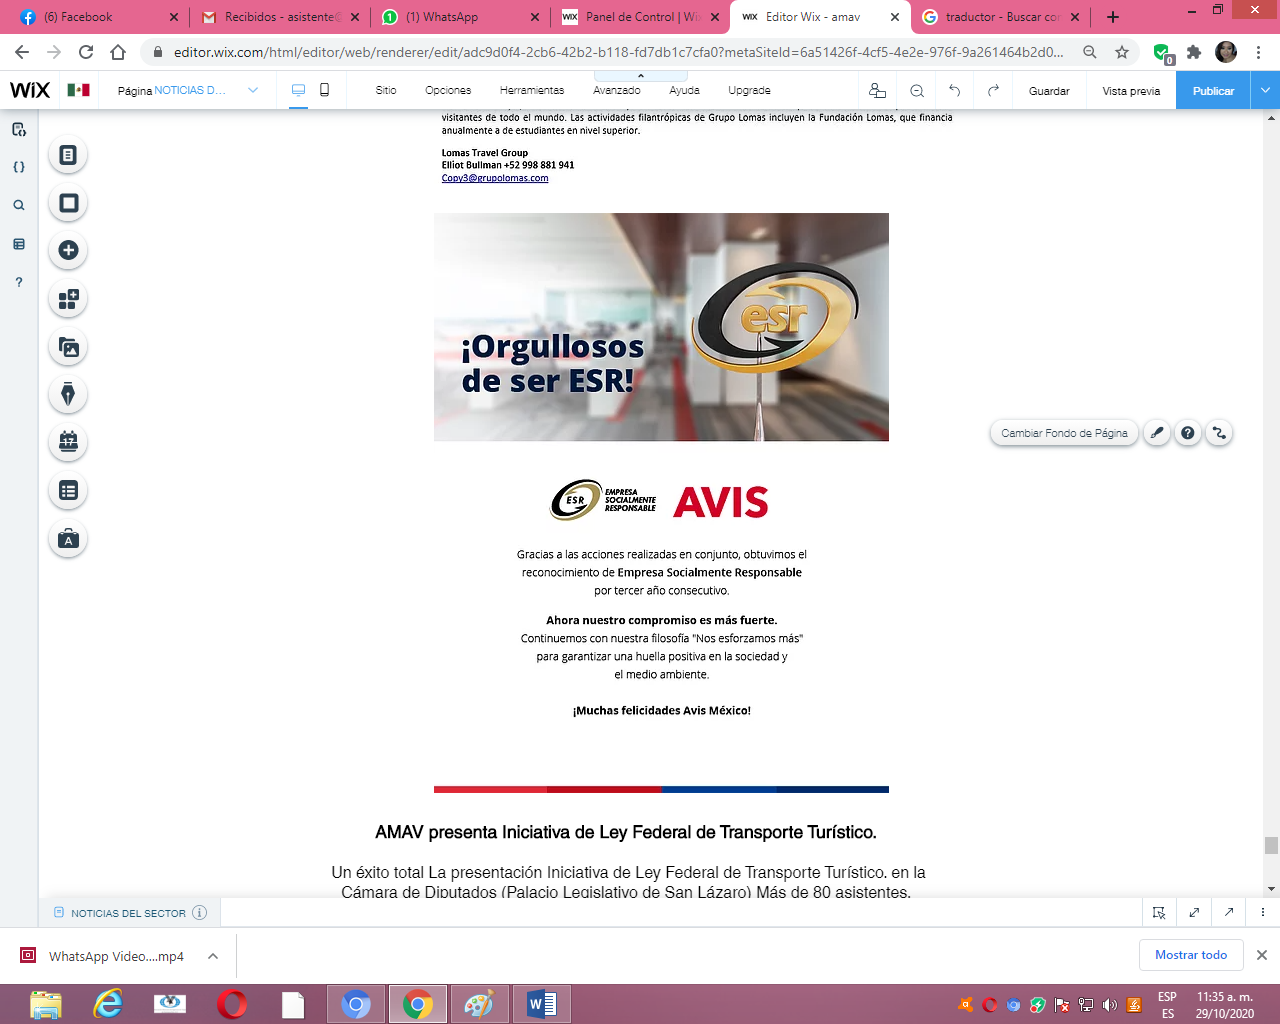 (6) Facebook
Recibidos - asistente@
(1) WhatsApp
Panel de Control | Wix
Editor Wix - amav
traductor - Buscar con
editor.wix.com/html/editor/web/renderer/edit/adc9d0f4-2cb6-42b2-b118-fd7db1c7cfa0?metaSiteId=6a51426f-4cf5-4e2e-976f-9a261464b2d0...
0
WiX
Página NOTICIAS D...
Sitio
Opciones
Herramientas
Avanzado
Ayuda
Upgrade
Guardar
Vista previa
Publicar
visitantes de todo el mundo. Las actividades filantrópicas de Grupo Lomas incluyen la Fundación Lomas, que financia
anualmente a de estudiantes en nivel superior.
Lomas Travel Group
Elliot Bullman +52 998 881 941
Copy3@grupolomas.com
esr
¡Orgullosos
de ser ESR!
Cambiar Fondo de Página
17
ESR
EMPRESA
SOCIALMENTE
RESPONSABLE
AVIS
Gracias a las acciones realizadas en conjunto, obtuvimos el
reconocimiento de Empresa Socialmente Responsable
por tercer año consecutivo.
Ahora nuestro compromiso es más fuerte.
Continuemos con nuestra filosofía "Nos esforzamos más"
para garantizar una huella positiva en la sociedad y
el medio ambiente.
¡Muchas felicidades Avis México!
AMAV presenta Iniciativa de Ley Federal de Transporte Turístico.
Un éxito total La presentación Iniciativa de Ley Federal de Transporte Turístico. en la
Cámara de Diputados (Palacio Legislativo de San Lázaro) Más de 80 asistentes.
NOTICIAS DEL SECTOR
WhatsApp Video....mp4
Mostrar todo
ESP
ES
11:35 a. m.
29/10/2020